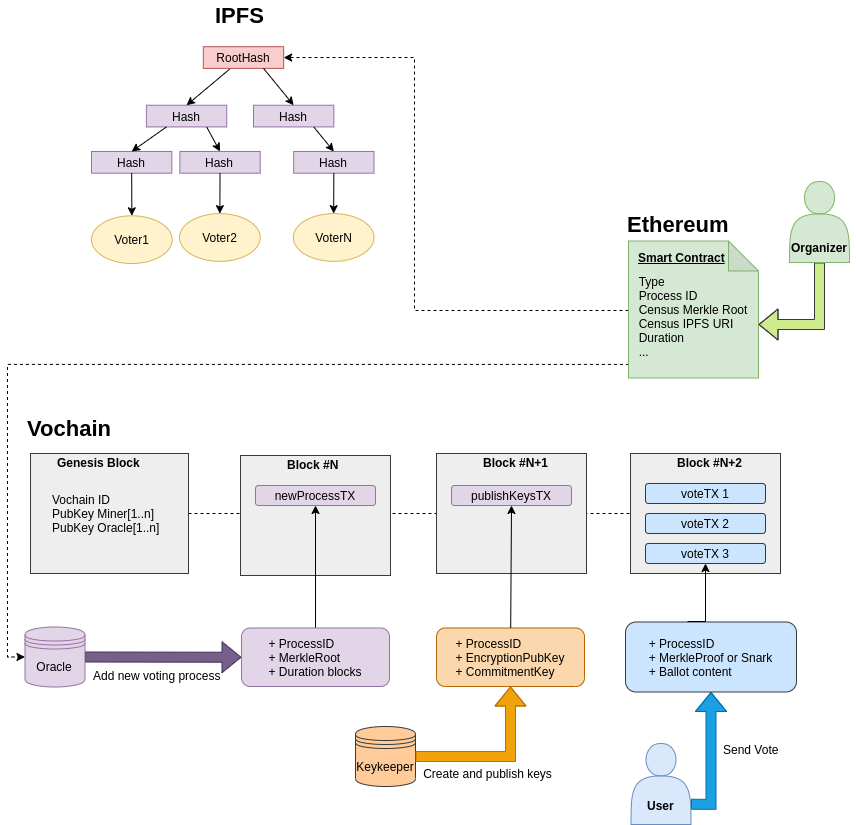 IPFS
RootHash
Hash
Hash
Hash
Hash
Hash
Voter1
Voter2
VoterN
Ethereum
Smart Contract
Type
Process ID
Census Merkle Root
Census IPFS URI
Duration
...
Organizer
Vochain
Genesis Block
Vochain ID
PubKey Miner[1..n]
PubKey Oracle[1..n]
Block #N
newProcessTX
Block #N+1
publishKeysTX
Block #N+2
voteTX 1
voteTX 2
voteTX 3
Oracle
Add new voting process
+ ProcessID
+ MerkleRoot
+ Duration blocks
+ ProcessID
+ EncryptionPubKey
+ CommitmentKey
+ ProcessID
+ MerkleProof or Snark
+ Ballot content
Keykeeper
Create and publish keys
Send Vote
User